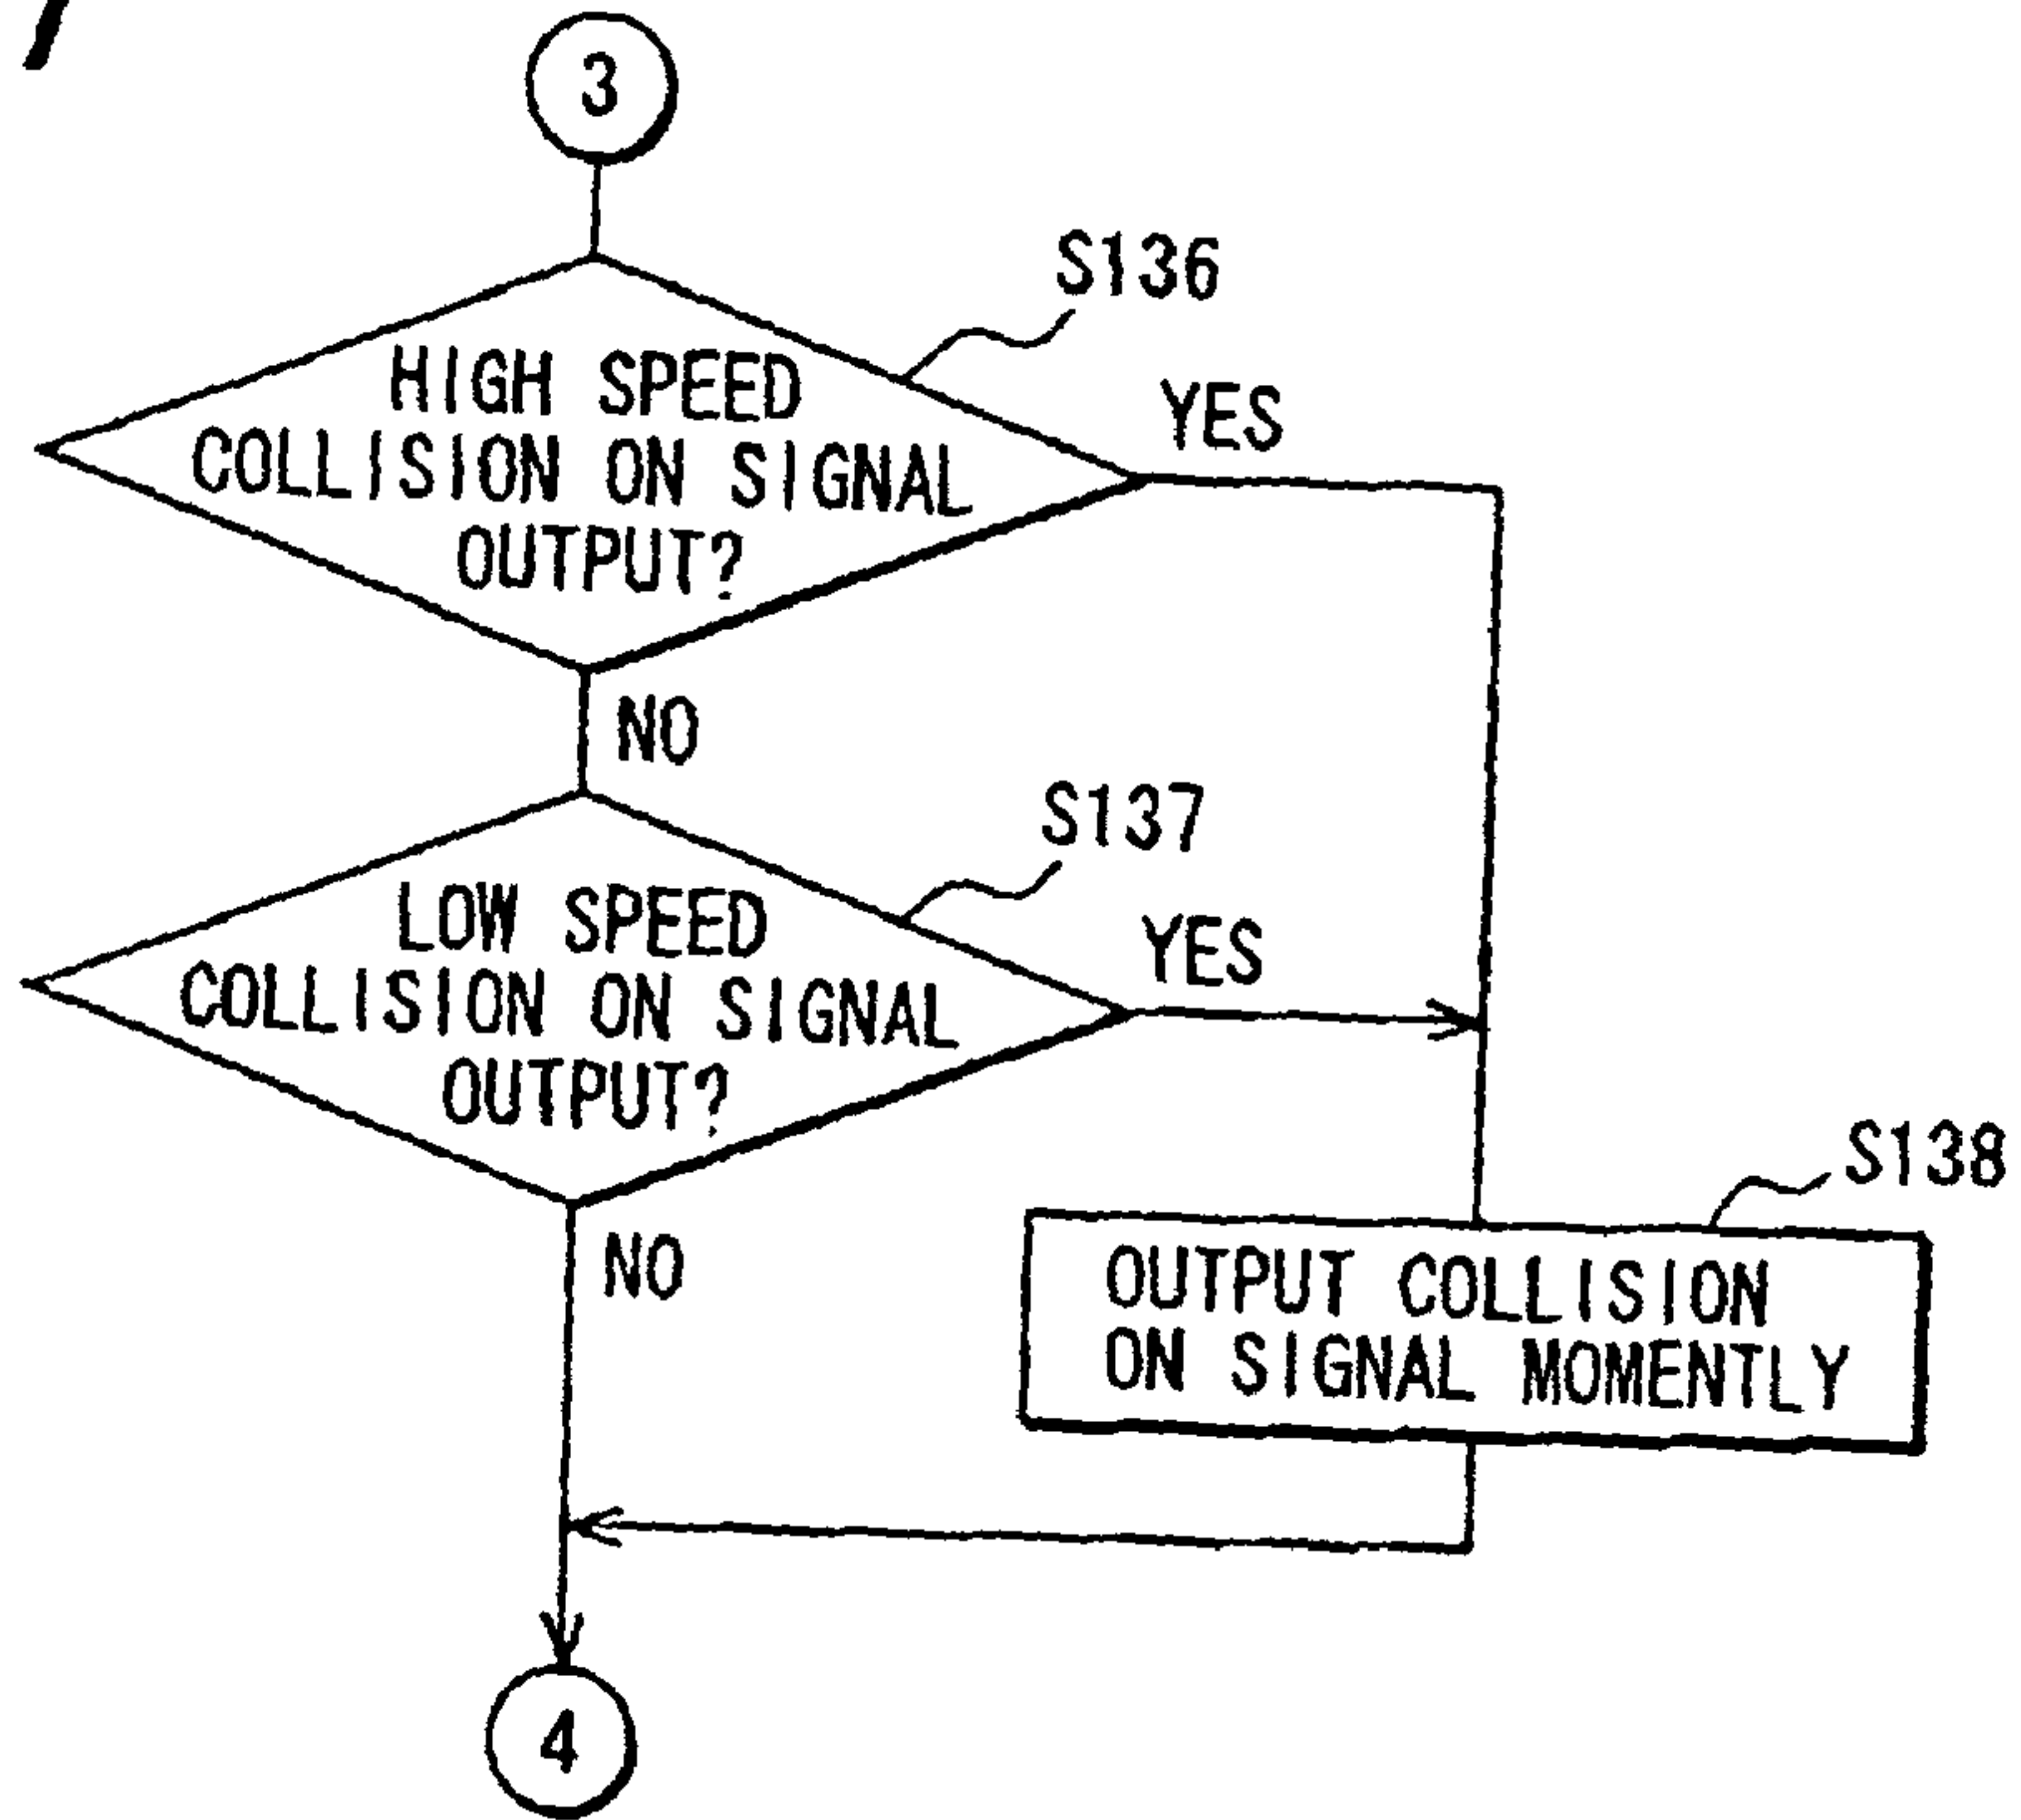 3
S136
HIGH SPEED
COLLISION ON SIGNAL
OUTPUT?
YES
NO
S137
LOW SPEED
COLLISION ON SIGNAL
OUTPUT?
YES
NO
S138
OUTPUT COLLISION
ON SIGNAL MOMENTLY
4